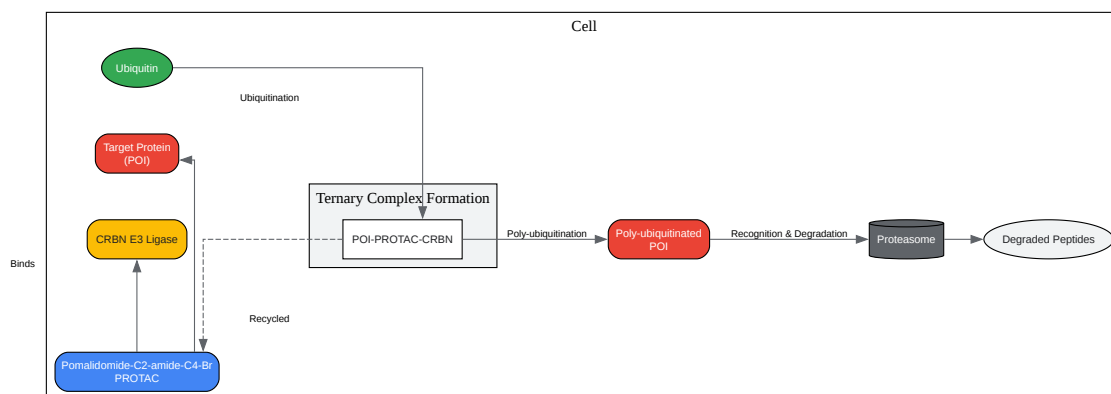 Cell
Ubiquitin
Ubiquitination
Target Protein
(POI)
Ternary Complex Formation
POI-PROTAC-CRBN
CRBN E3 Ligase
Poly-ubiquitination
Poly-ubiquitinated
POI
Recognition & Degradation
Proteasome
Degraded Peptides
Binds
Recycled
Pomalidomide-C2-amide-C4-Br
PROTAC